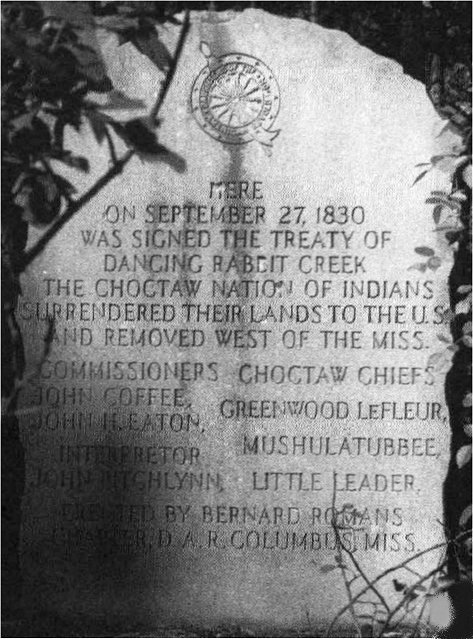 HERE
ON SEPTEMBER 27, 1830
WAS SIGNED THE TREATY OF
DANCING RABBIT CREEK
THE CHOCTAW NATION OF INDIANS
SURRENDERED THEIR LANDS TO THE U.S.
AND REMOVED WEST OF THE MISS.
COMMISSIONERS
JOHN COFFEE,
JOHN H. EATON,
INTERPRETOR
JOHN PITCHLYNN,
CHOCTAW CHIEFS
GREENWOOD LEFLEUR,
MUSHULATUBBEE,
LITTLE LEADER.
ERECTED BY BERNARD ROMANS
CHAPTER, D.A.R. COLUMBUS, MISS.